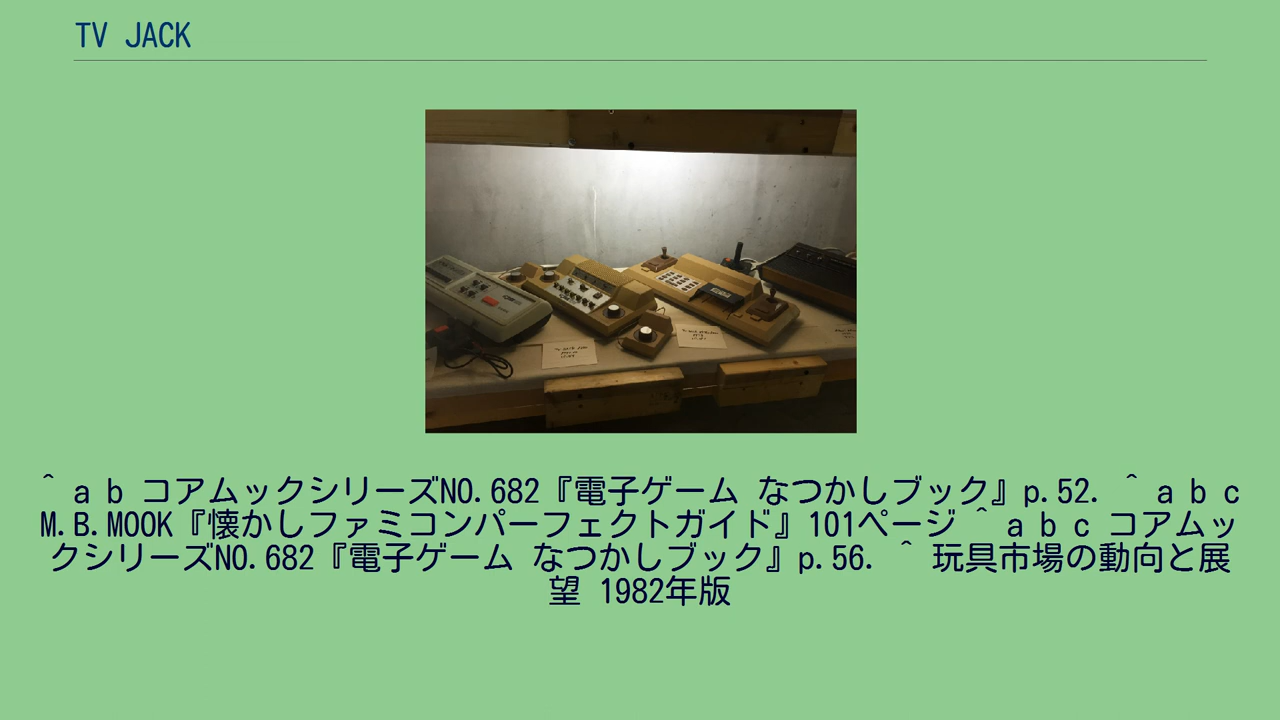 TV JACK
^ a b コアムックシリーズNO.682『電子ゲーム なつかしブック』p.52. ^ a b c
M.B.MOOK『懐かしファミコンパーフェクトガイド』101ページ ^ a b c コアムッ
クシリーズNO.682『電子ゲーム なつかしブック』p.56. ^ 玩具市場の動向と展
望 1982年版